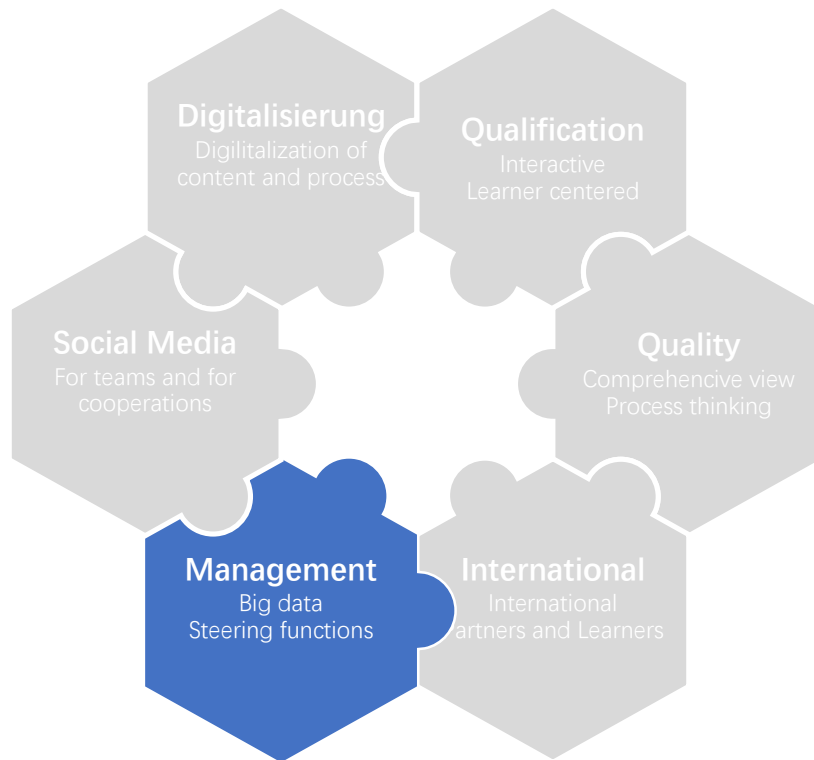 Digitalisierung
Digilitalization of
content and process
Qualification
Interactive
Learner centered
Social Media
For teams and for
cooperations
Quality
Comprehencive view
Process thinking
Management
Big data
Steering functions
International
International
artners and Learners